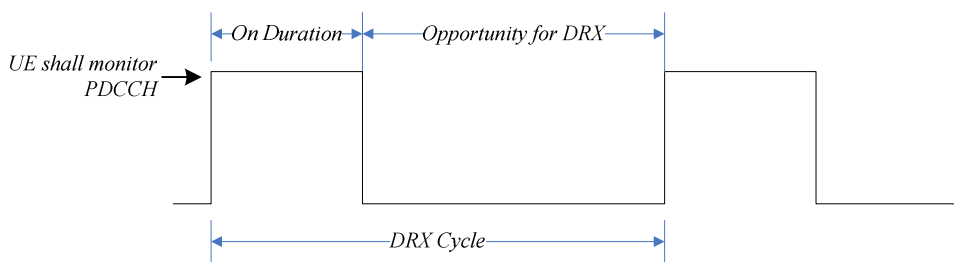 On Duration
Opportunity for DRX
UE shall monitor
PDCCH
DRX Cycle